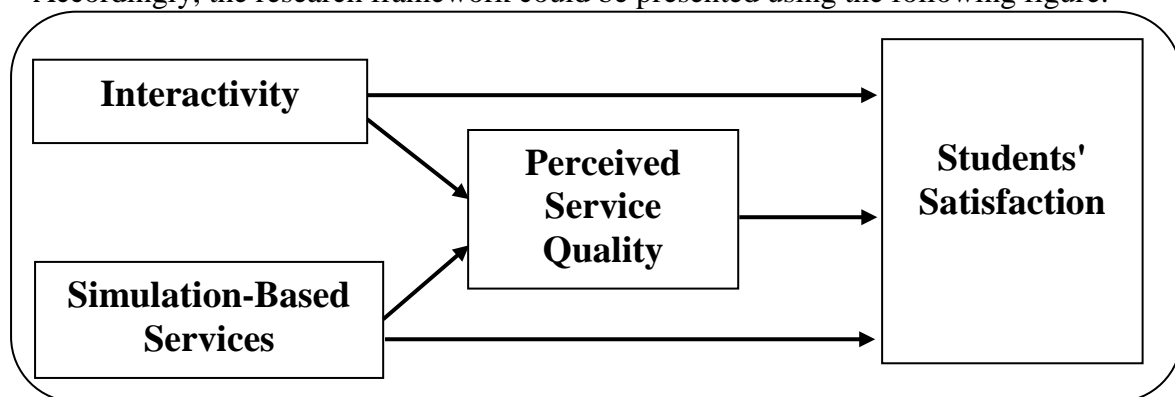 Accordingly, the research framework could be presented using the following figure:
Interactivity
Perceived
Service
Quality
Students'
Satisfaction
Simulation-Based
Services